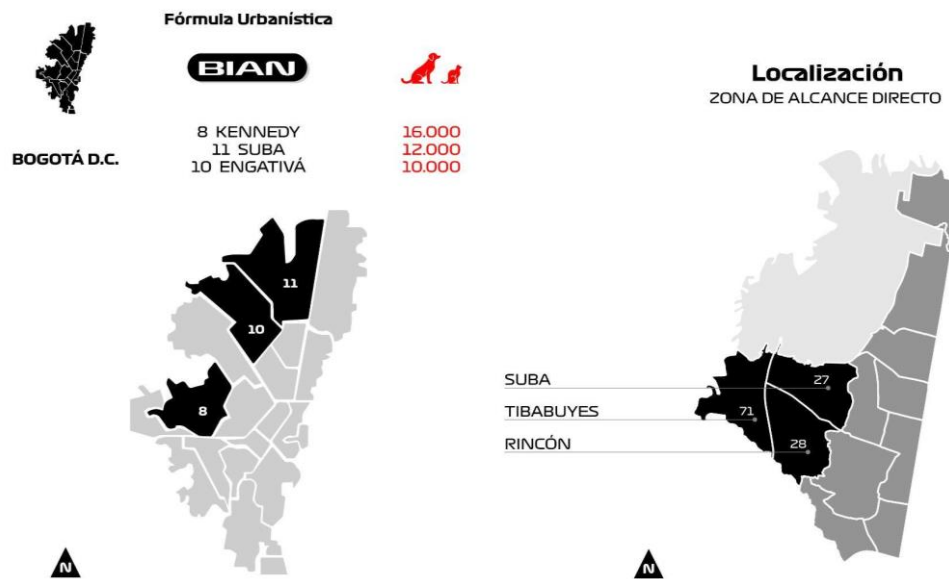 Fórmula Urbanística
BIAN
BOGOTÁ D.C.
8 KENNEDY 16.000
11 SUBA 12.000
10 ENGATIVÁ 10.000
11
10
8
N
Localización
ZONA DE ALCANCE DIRECTO
SUBA 27
TIBABUYES 71
RINCÓN 28
N